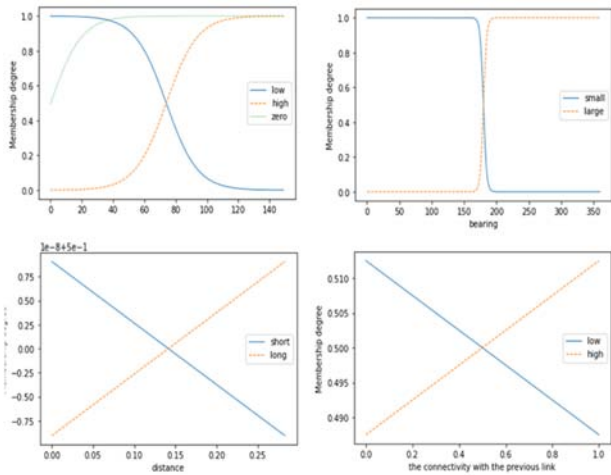 Membership degree
1.0
0.8
0.6
0.4
0.2
0.0
low
high
zero
0 20 40 60 80 100 120 140
Membership degree
1.0
0.8
0.6
0.4
0.2
0.0
small
large
0 50 100 150 200 250 300 350
bearing
1e-8+5e-1
0.75
0.50
0.25
0.00
−0.25
−0.50
−0.75
short
long
0.00 0.05 0.10 0.15 0.20 0.25
distance
Membership degree
0.510
0.505
0.500
0.495
0.490
low
high
0.0 0.2 0.4 0.6 0.8 1.0
the connectivity with the previous link